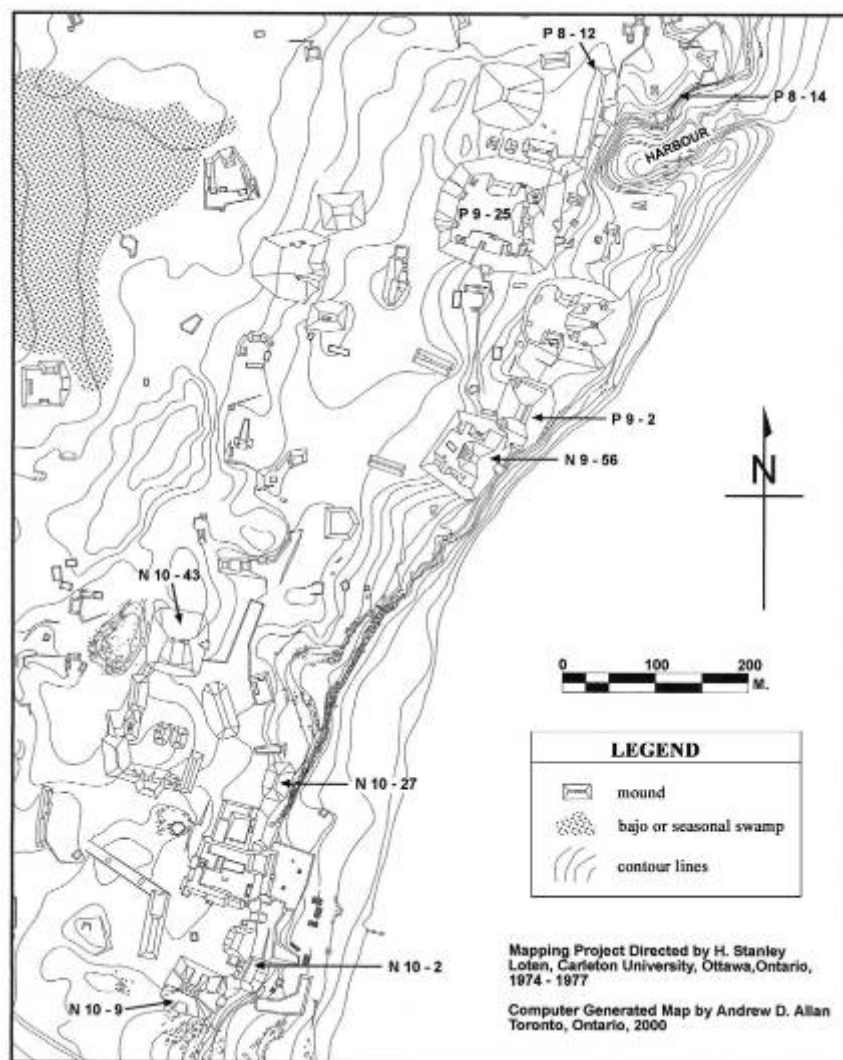 P 8 - 12
P 8 - 14
HARBOUR
P 9 - 25
P 9 - 2
N 9 - 56
N
N 10 - 43
0 100 200
M.
LEGEND
mound
bajo or seasonal swamp
contour lines
N 10 - 27
N 10 - 2
N 10 - 9
Mapping Project Directed by H. Stanley
Loten, Carleton University, Ottawa,Ontario,
1974 - 1977
Computer Generated Map by Andrew D. Allan
Toronto, Ontario, 2000